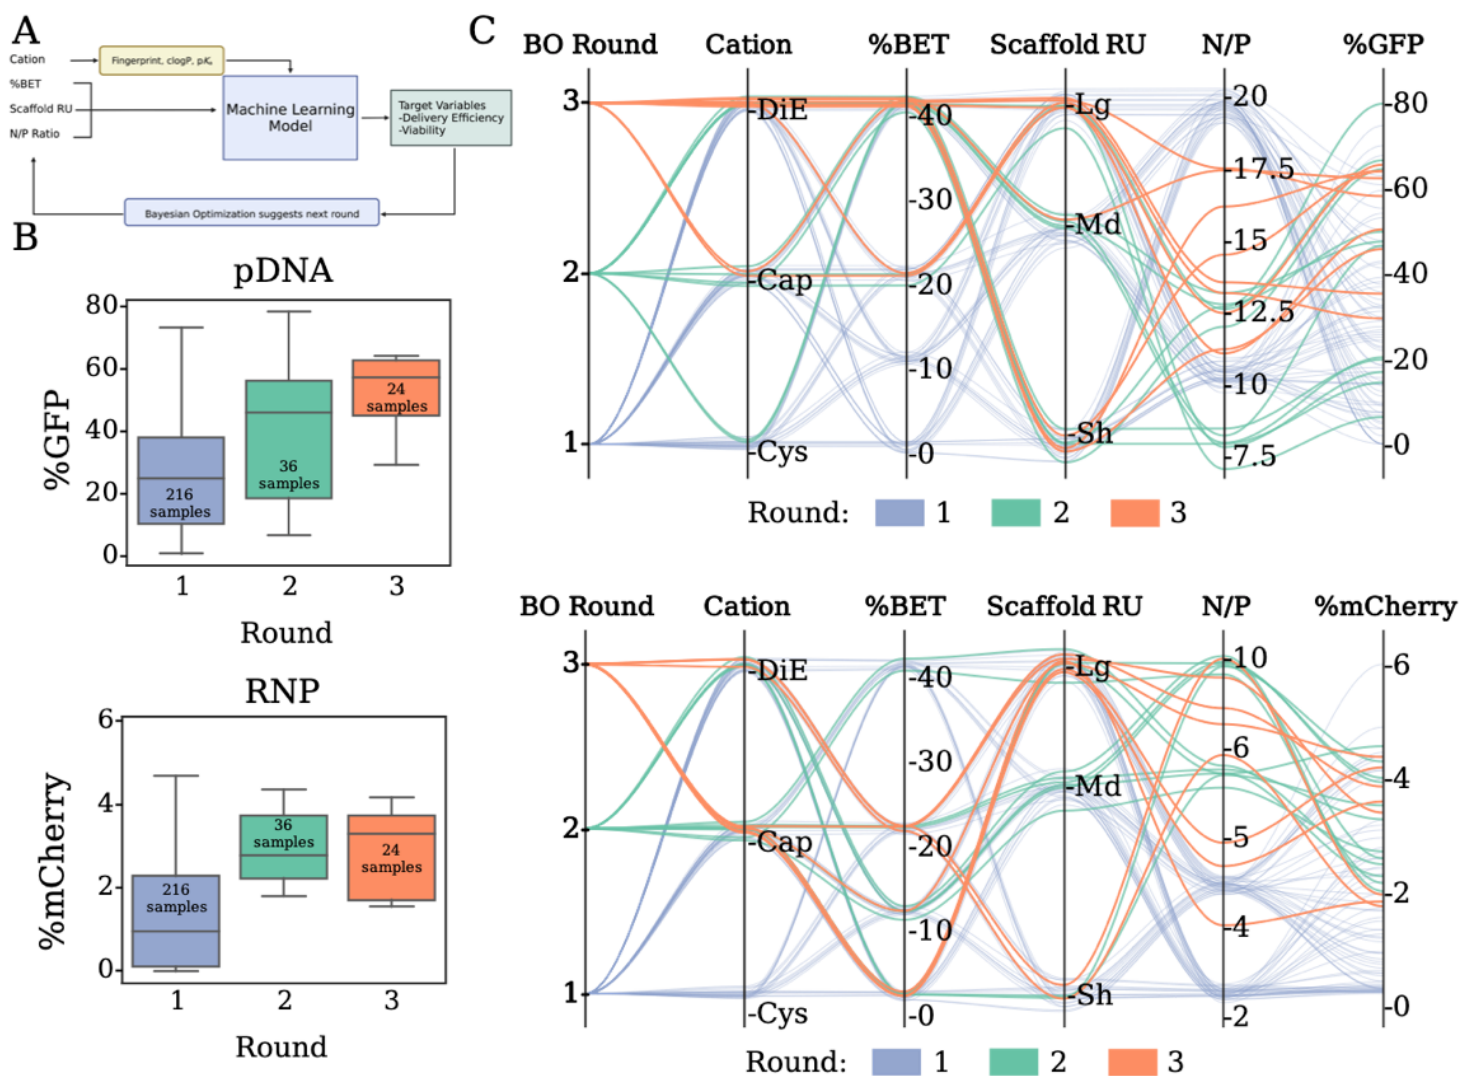 A
Cation
Fingerprint, clogP, pKa
%BET
Scaffold RU
N/P Ratio
Machine Learning
Model
Target Variables
-Delivery Efficiency
-Viability
Bayesian Optimization suggests next round
B
pDNA
%GFP
80
60
40
20
0
216
samples
36
samples
24
samples
1 2 3
Round
RNP
%mCherry
6
4
2
0
216
samples
36
samples
24
samples
1 2 3
Round
C
BO Round Cation %BET Scaffold RU N/P %GFP
3
2
1
-DiE
-Cap
-Cys
-40
-30
-20
-10
-0
-Lg
-Md
-Sh
-20
-17.5
-15
-12.5
-10
-7.5
-80
-60
-40
-20
-0
Round: 1 2 3
BO Round Cation %BET Scaffold RU N/P %mCherry
3
2
1
-DiE
-Cap
-Cys
-40
-30
-20
-10
-0
-Lg
-Md
-Sh
-10
-6
-5
-4
-2
-6
-4
-2
-0
Round: 1 2 3